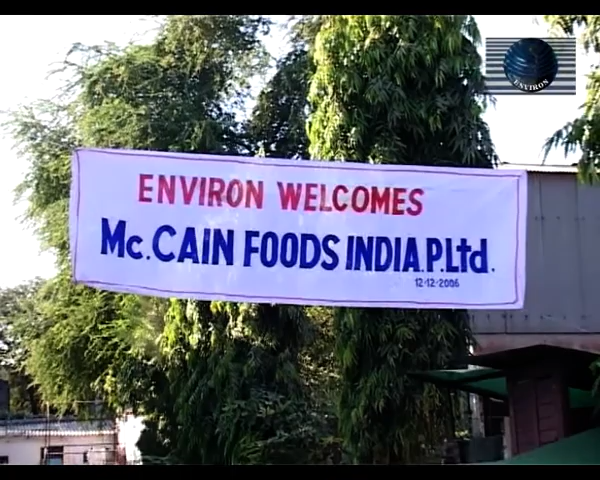 ENVIRON
ENVIRON WELCOMES
Mc.CAIN FOODS INDIA.P.Ltd.
12-12-2006